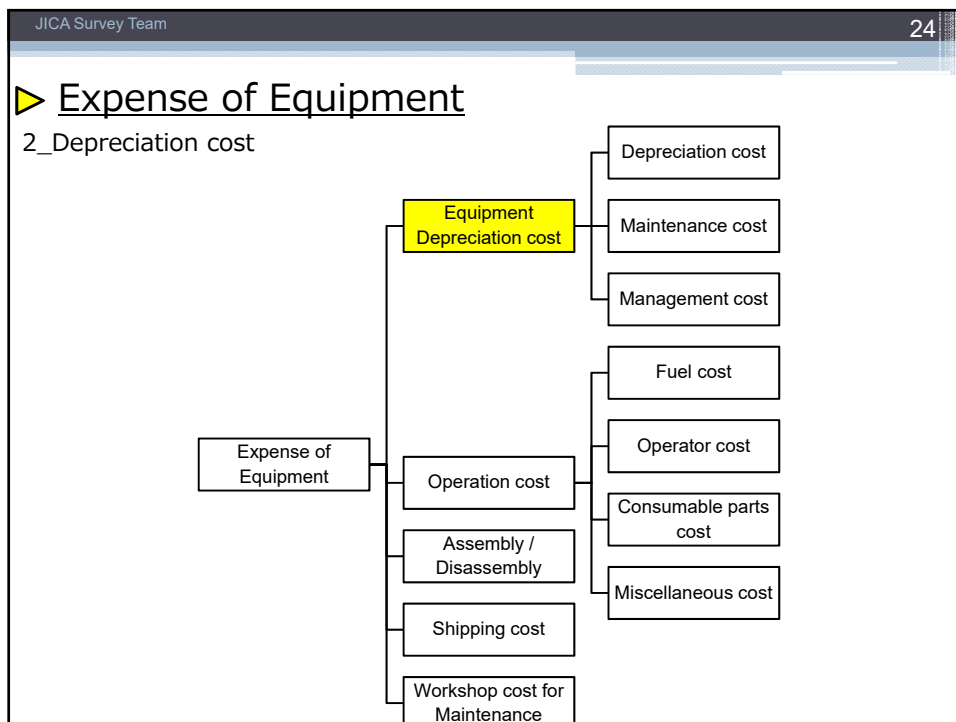 JICA Survey Team
24
Expense of Equipment
2_Depreciation cost
Depreciation cost
Equipment
Depreciation cost
Maintenance cost
Management cost
Fuel cost
Expense of
Equipment
Operation cost
Operator cost
Consumable parts
cost
Assembly /
Disassembly
Miscellaneous cost
Shipping cost
Workshop cost for
Maintenance